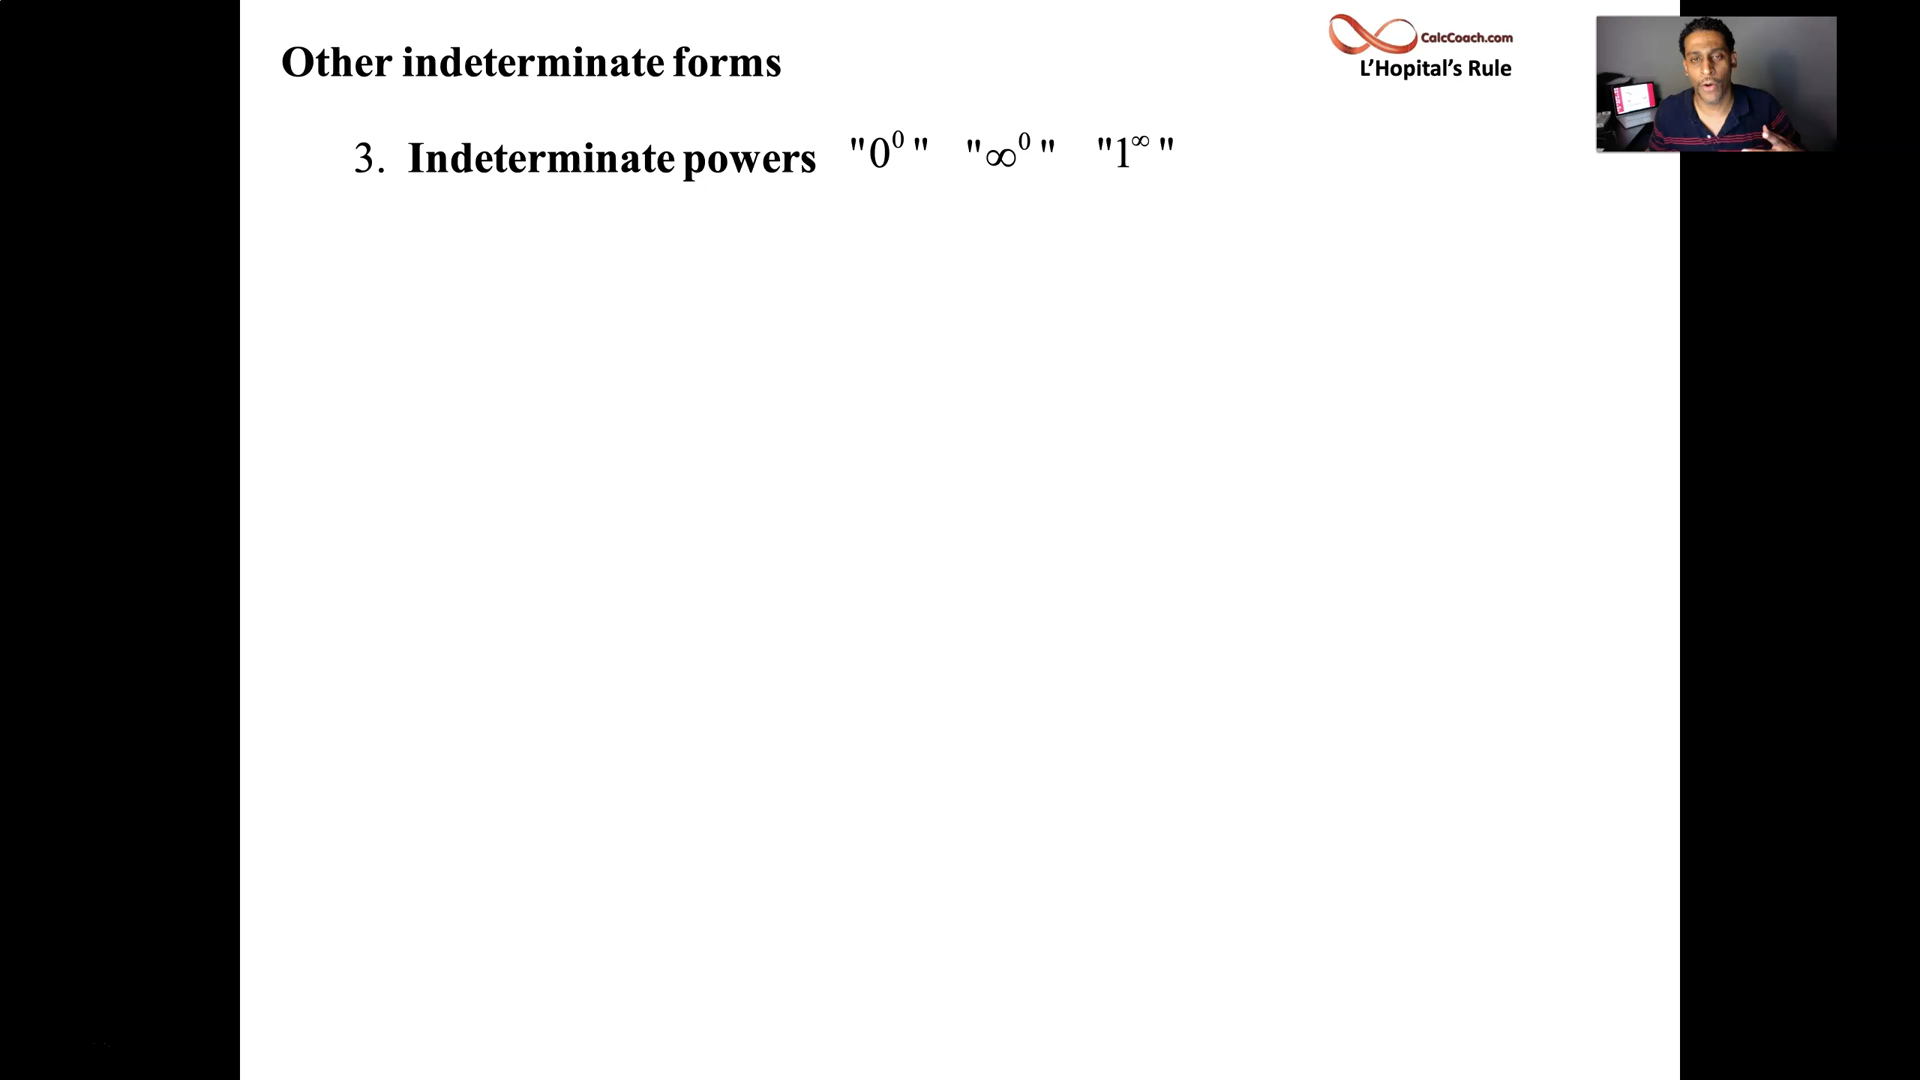 Other indeterminate forms
CalcCoach.com
L’Hopital’s Rule
3. Indeterminate powers "0⁰" "∞⁰" "1^∞"